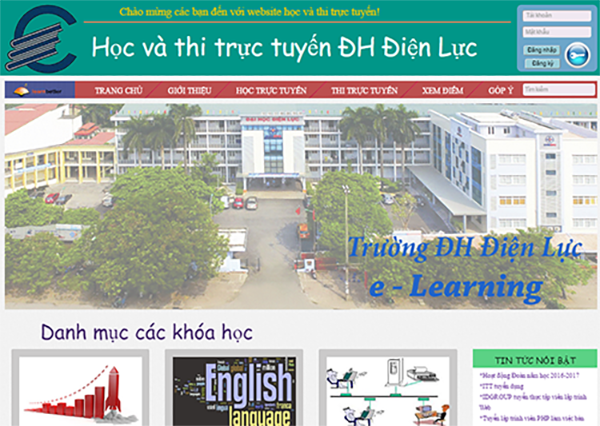 Chào mừng các bạn đến với website học và thi trực tuyến!
Học và thi trực tuyến ĐH Điện Lực
Tài khoản
Mật khẩu
Đăng nhập
Đăng ký
TRANG CHỦ GIỚI THIỆU HỌC TRỰC TUYẾN THI TRỰC TUYẾN XEM ĐIỂM GÓP Ý Tìm kiếm
ĐẠI HỌC ĐIỆN LỰC
Trường ĐH Điện Lực
e - Learning
Danh mục các khóa học
English
language
global
TIN TỨC NỔI BẬT
*Hoạt động Đoàn năm học 2016-2017
*ITT tuyển dụng
*IDGROUP tuyển thực tập viên lập trình
Web
*Tuyển lập trình viên PHP làm việc bán